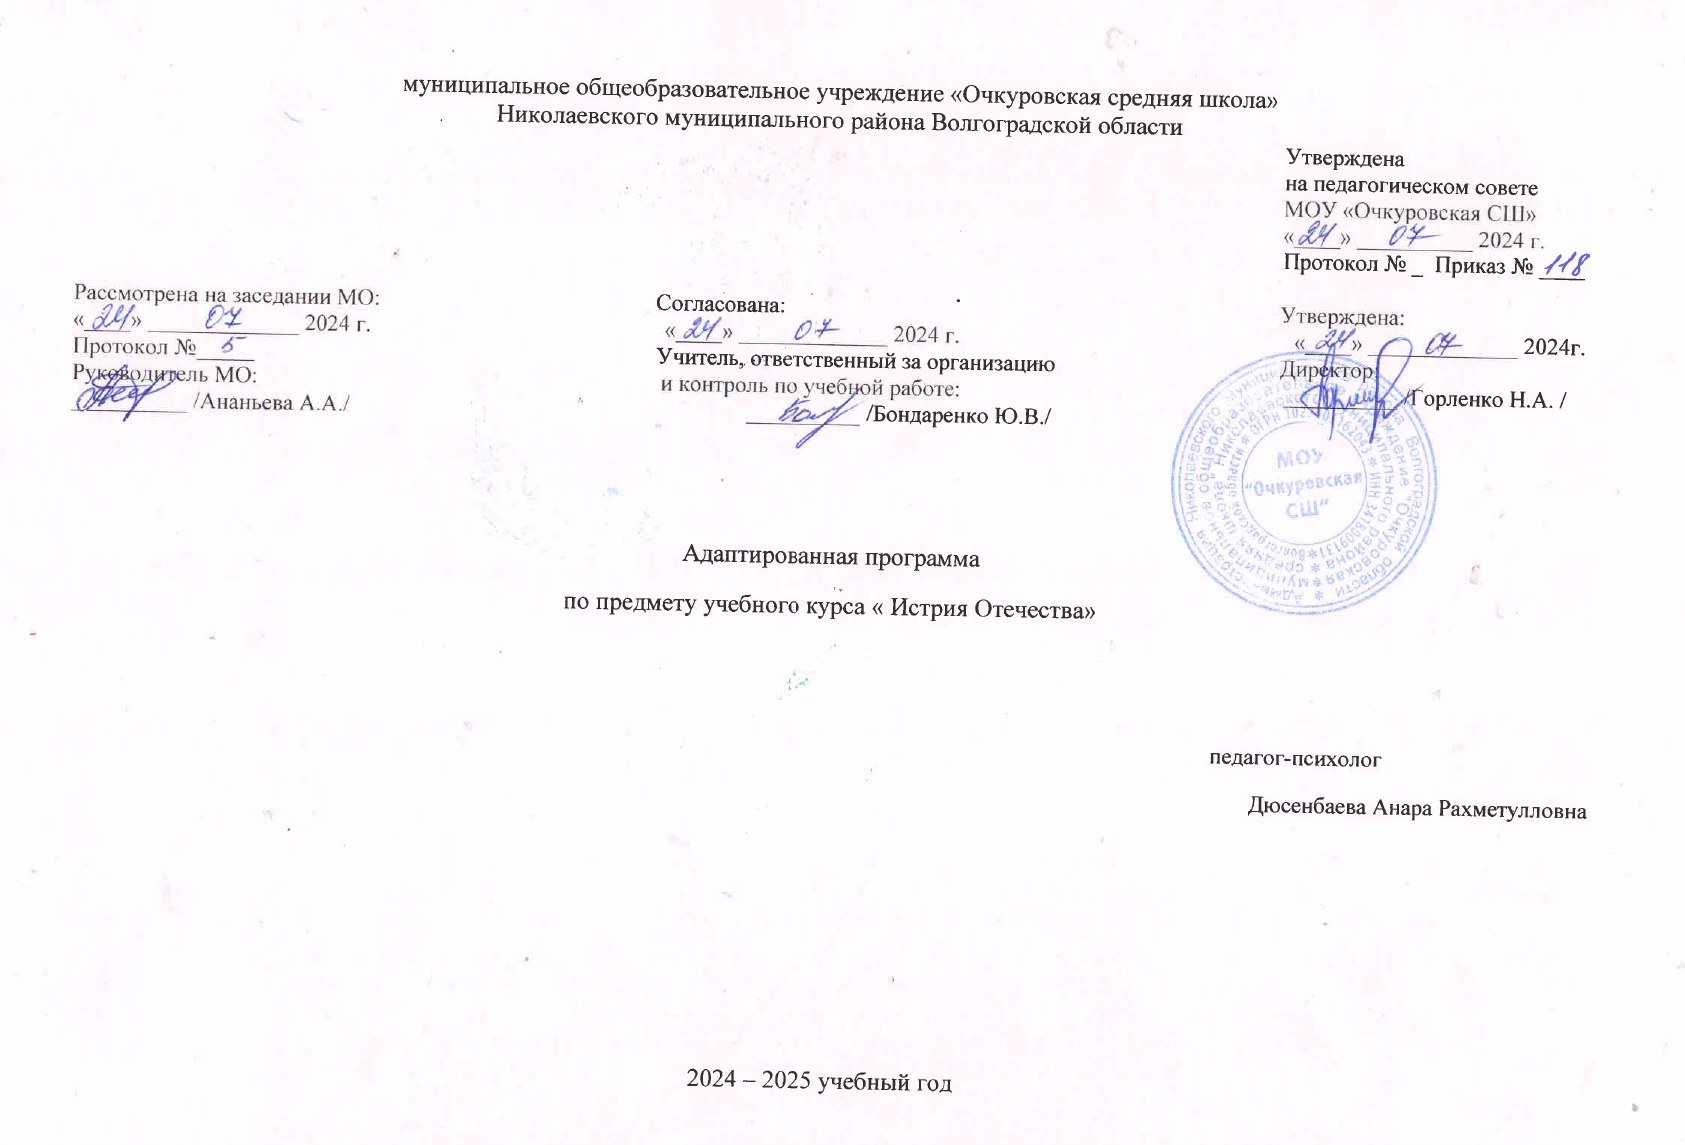 муниципальное общеобразовательное учреждение «Очкуровская средняя школа»
Николаевского муниципального района Волгоградской области
Утверждена
на педагогическом совете
МОУ «Очкуровская СШ»
«24» 07 2024 г.
Протокол № _ Приказ № 118
Рассмотрена на заседании МО:
«24» 07 2024 г.
Протокол № 5
Руководитель МО:
/Ананьева А.А./
Согласована:
«24» 07 2024 г.
Учитель, ответственный за организацию
и контроль по учебной работе:
/Бондаренко Ю.В./
Утверждена:
«24» 07 2024г.
Директор
/Горленко Н.А. /
МОУ
"Очкуровская
СШ"
Адаптированная программа
по предмету учебного курса « Истрия Отечества»
педагог-психолог
Дюсенбаева Анара Рахметулловна
2024 – 2025 учебный год